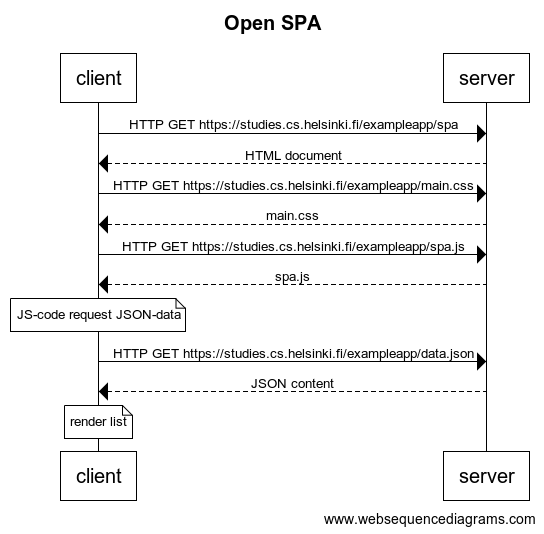 Open SPA
client
server
HTTP GET https://studies.cs.helsinki.fi/exampleapp/spa
HTML document
HTTP GET https://studies.cs.helsinki.fi/exampleapp/main.css
main.css
HTTP GET https://studies.cs.helsinki.fi/exampleapp/spa.js
spa.js
JS-code request JSON-data
HTTP GET https://studies.cs.helsinki.fi/exampleapp/data.json
JSON content
render list
client
server
www.websequencediagrams.com